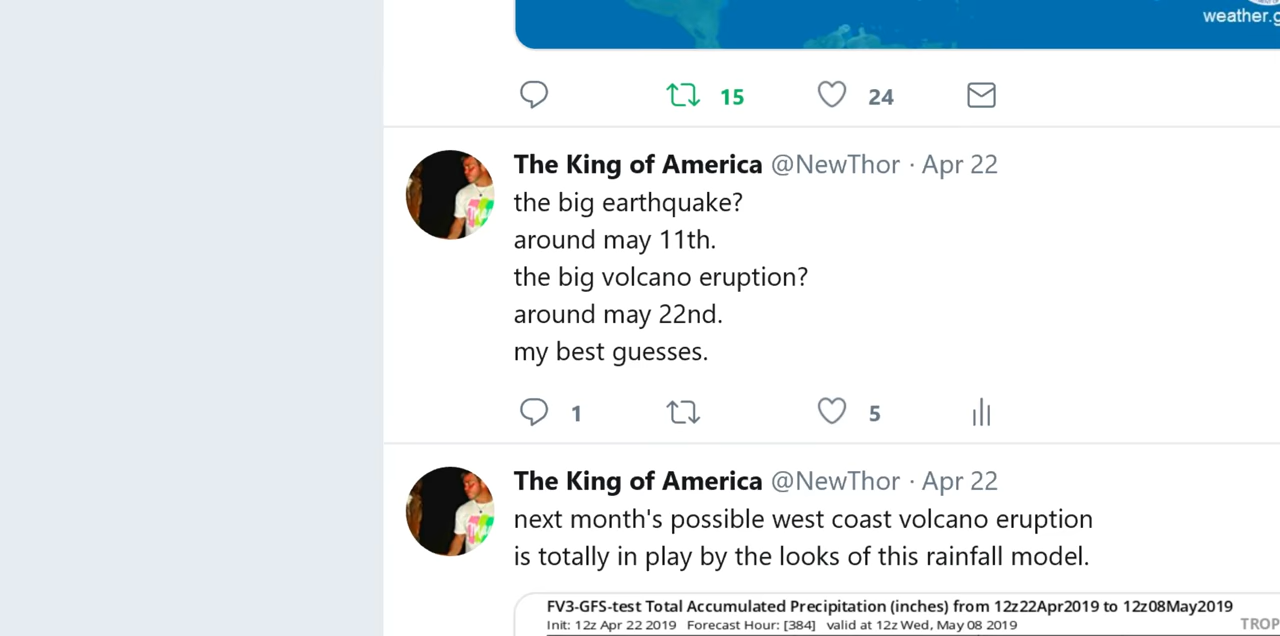 weather.g
15 24
The King of America @NewThor · Apr 22
the big earthquake?
around may 11th.
the big volcano eruption?
around may 22nd.
my best guesses.
1 5
The King of America @NewThor · Apr 22
next month's possible west coast volcano eruption
is totally in play by the looks of this rainfall model.
FV3-GFS-test Total Accumulated Precipitation (inches) from 12z22Apr2019 to 12z08May2019
Init: 12z Apr 22 2019 Forecast Hour: [384] valid at 12z Wed, May 08 2019 TROP